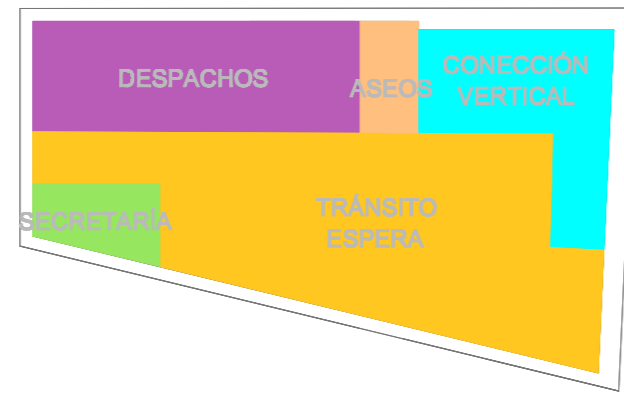 DESPACHOS
ASEOS
CONECCIÓN
VERTICAL
SECRETARÍA
TRÁNSITO
ESPERA